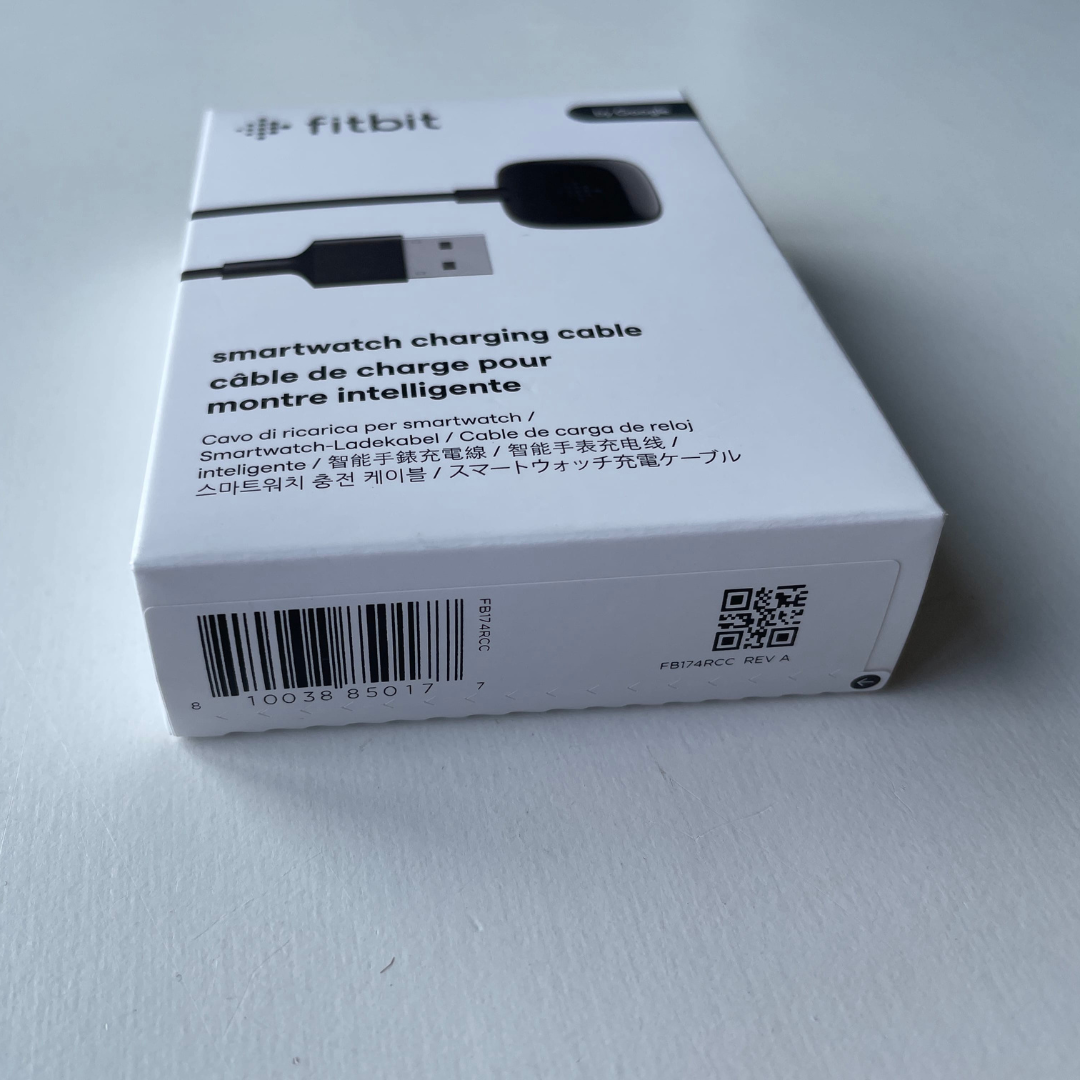 fitbit
by Google
smartwatch charging cable
câble de charge pour
montre intelligente
Cavo di ricarica per smartwatch /
Smartwatch-Ladekabel / Cable de carga de reloj
inteligente / 智能手錶充電線 / 智能手表充电线 /
스마트워치 충전 케이블 / スマートウォッチ充電ケーブル
FB174RCC
8 10038 85017 7
FB174RCC REV A